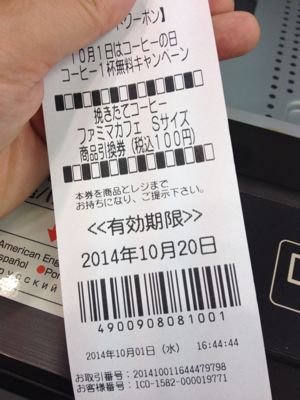 ドクーポン】
10月1日はコーヒーの日
コーヒー1杯無料キャンペーン
挽きたてコーヒー
ファミマカフェ Sサイズ
商品引換券(税込100円)
本券を商品とレジまで
お持ちになり、ご提示下さい。
<<有効期限>>
2014年10月20日
4900908081001
2014年10月01日 (水) 16:44:44
お取引番号: 201410011644479798
お客様番号: ICO-1582-000019771
American
spañol
Por
РУССКИЙ